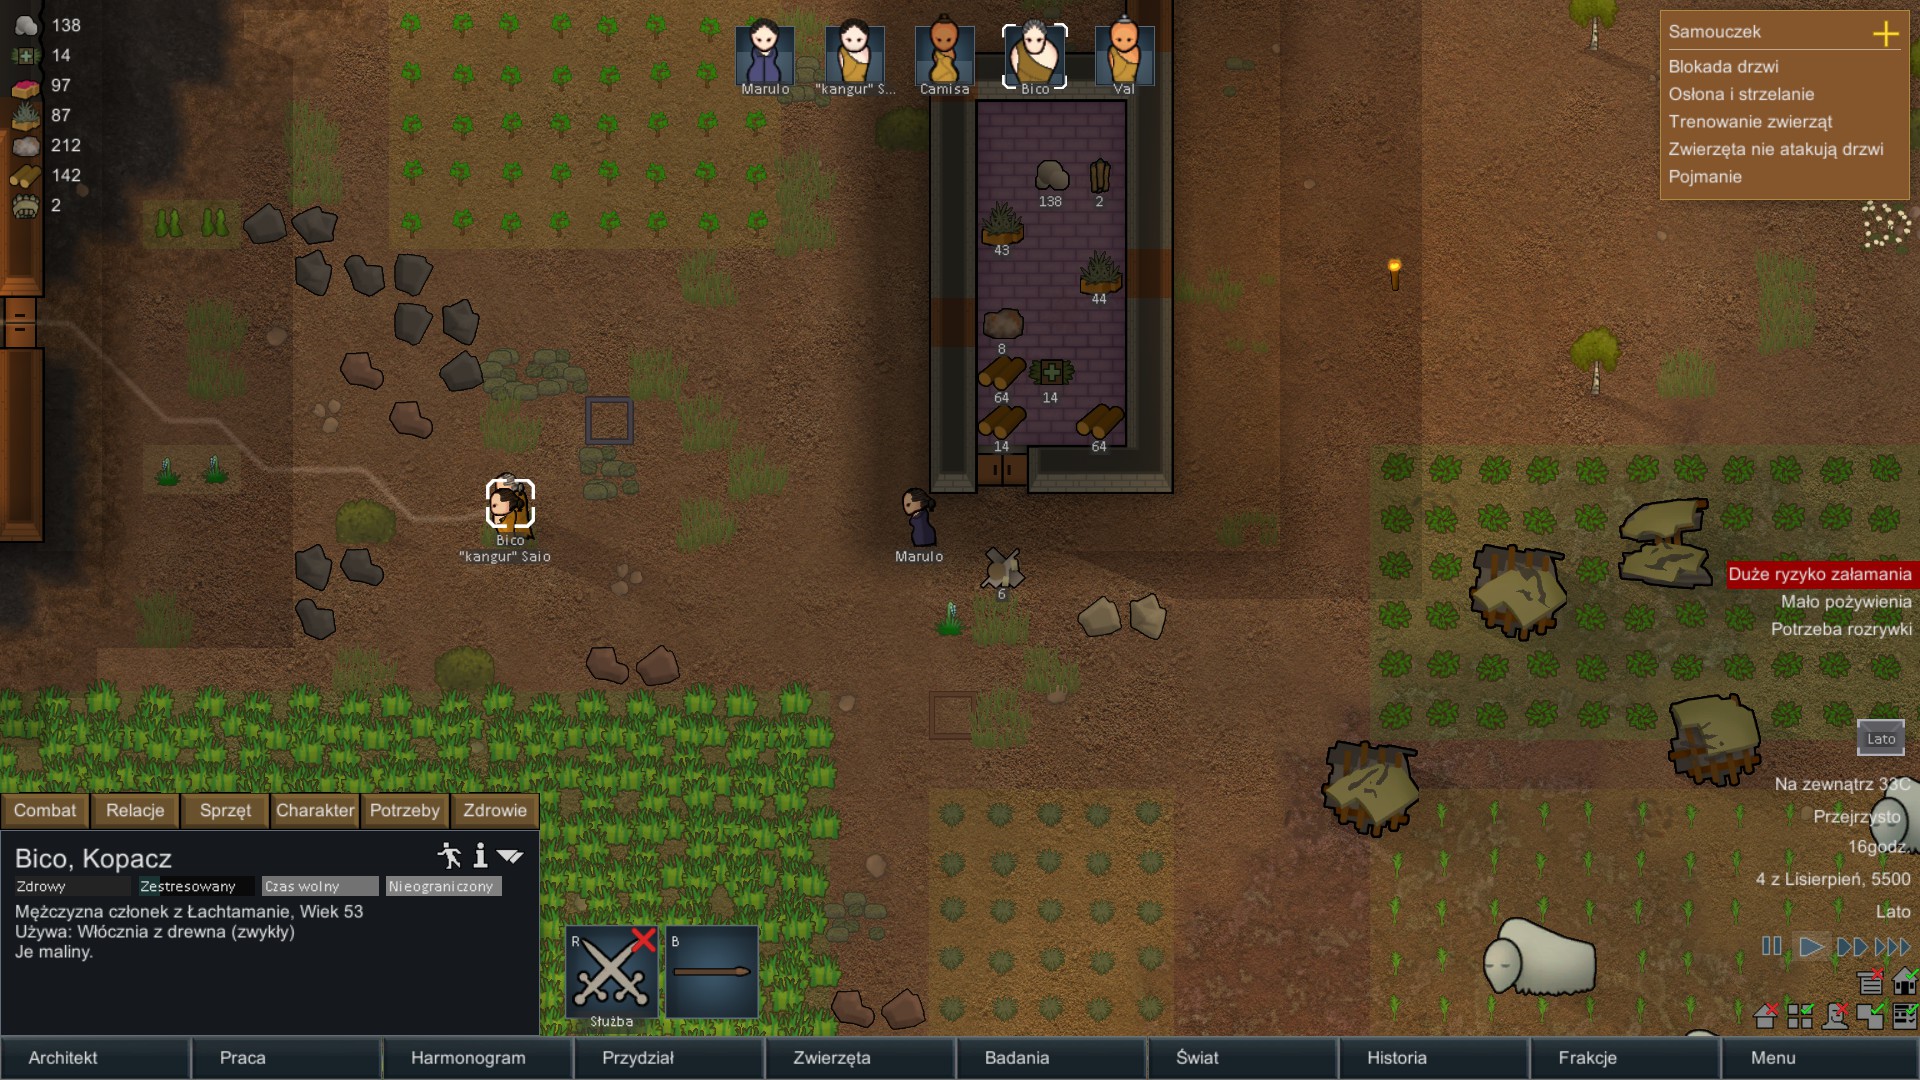 138
14
97
87
212
142
2
Marulo
"kangur" S...
Camisa
Bico
Val
Samouczek
Blokada drzwi
Osłona i strzelanie
Trenowanie zwierząt
Zwierzęta nie atakują drzwi
Pojmanie
138
2
43
44
8
64
14
14
64
Bico
"kangur" Saio
Marulo
6
Duże ryzyko załamania
Mało pożywienia
Potrzeba rozrywki
Lato
Na zewnątrz 33C
Przejrzysto
16godz.
4 z Lisierpień, 5500
Lato
Combat
Relacje
Sprzęt
Charakter
Potrzeby
Zdrowie
Bico, Kopacz
Zdrowy
Zestresowany
Czas wolny
Nieograniczony
Mężczyzna członek z Łachtamanie, Wiek 53
Używa: Włócznia z drewna (zwykły)
Je maliny.
R
B
Służba
Architekt
Praca
Harmonogram
Przydział
Zwierzęta
Badania
Świat
Historia
Frakcje
Menu